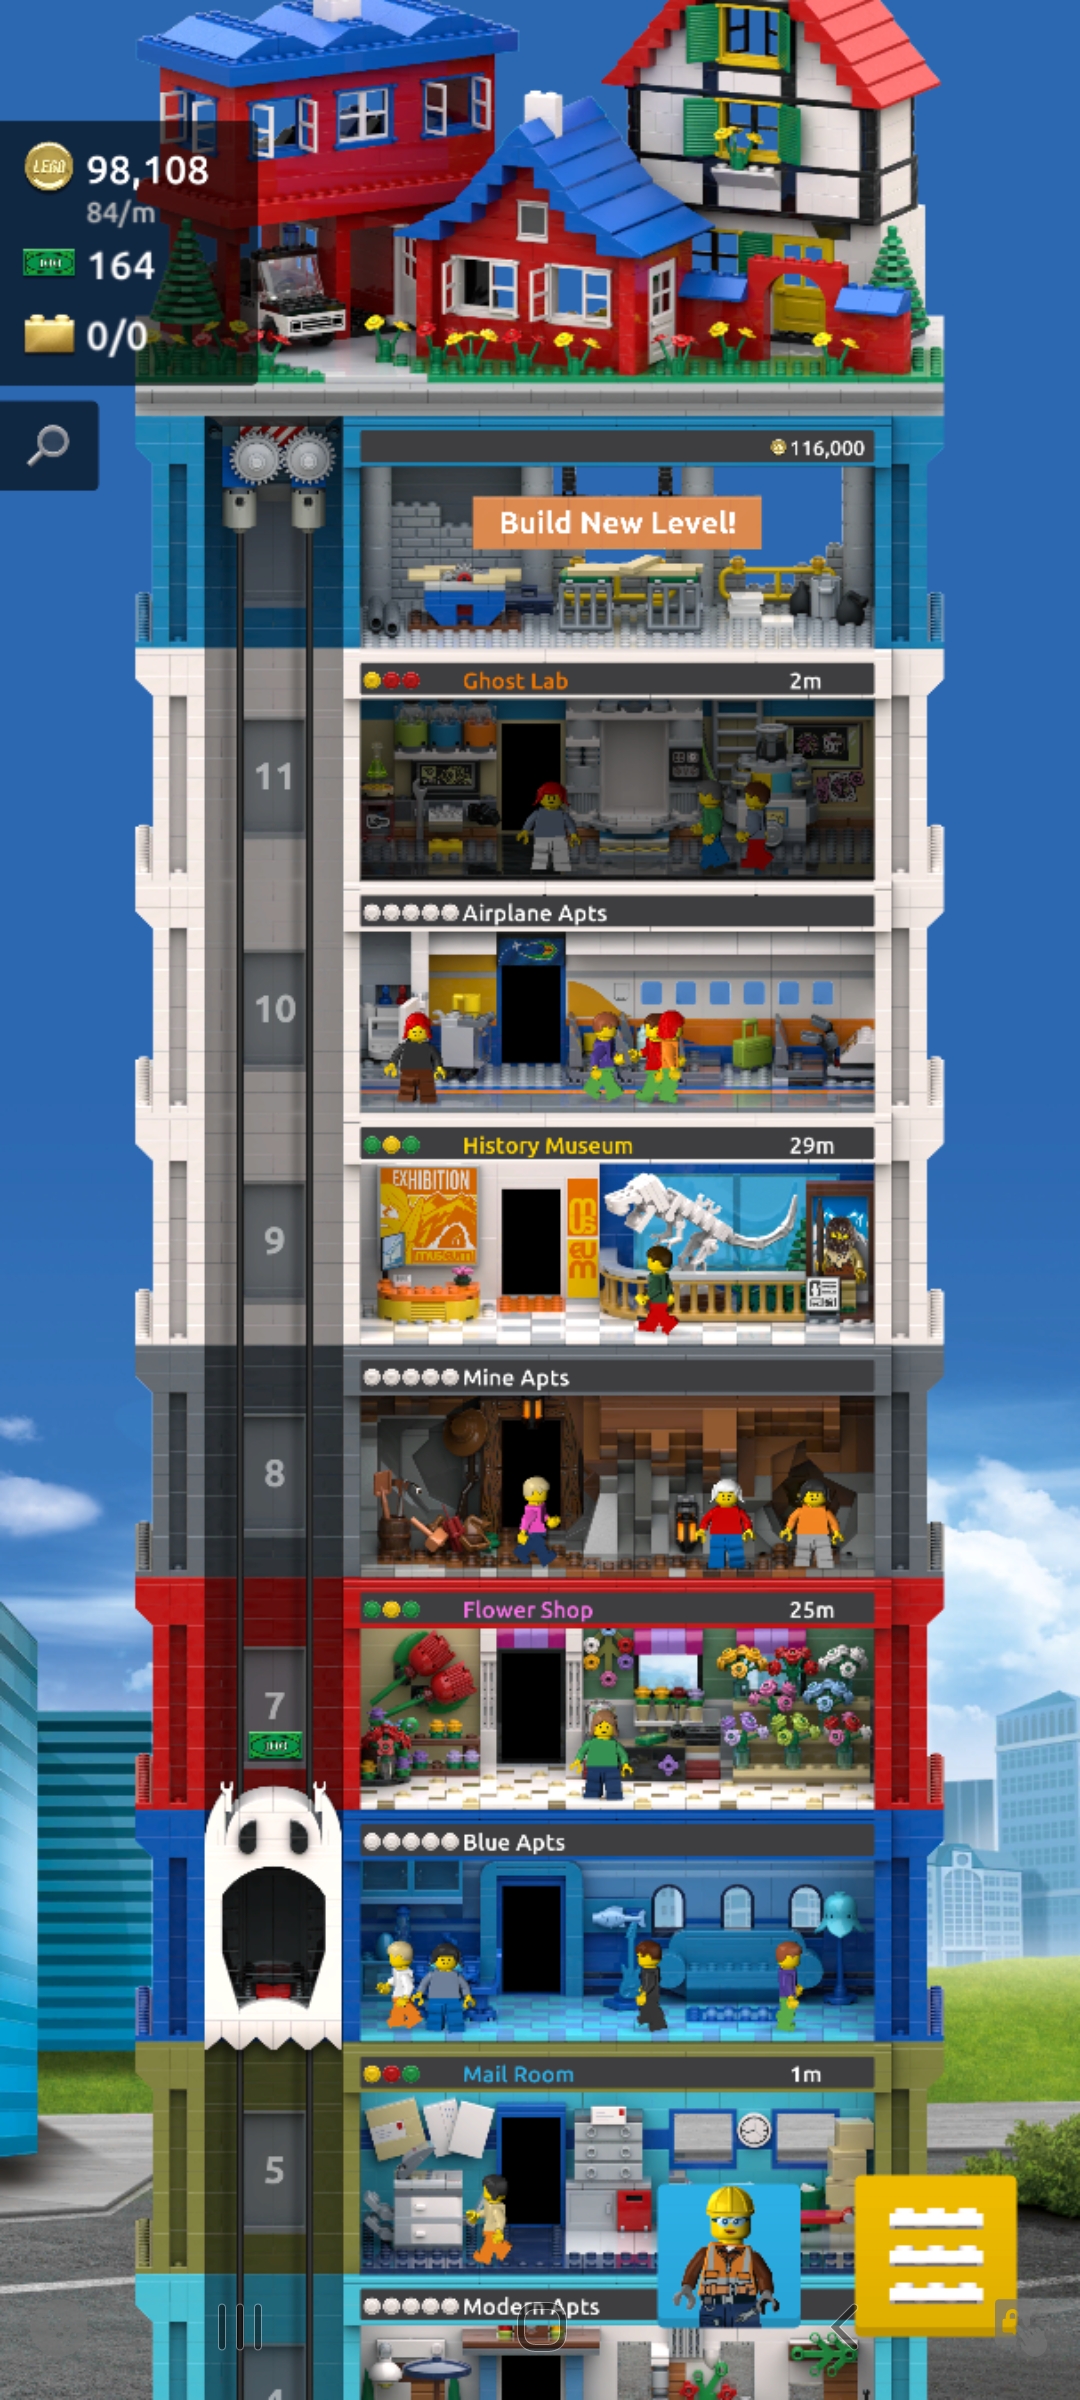 LEGO
98,108
84/m
164
0/0
116,000
Build New Level!
Ghost Lab 2m
11
Airplane Apts
10
History Museum 29m
EXHIBITION
museum
MUSEUM
9
Mine Apts
8
Flower Shop 25m
7
Blue Apts
Mail Room 1m
5
Modern Apts
4